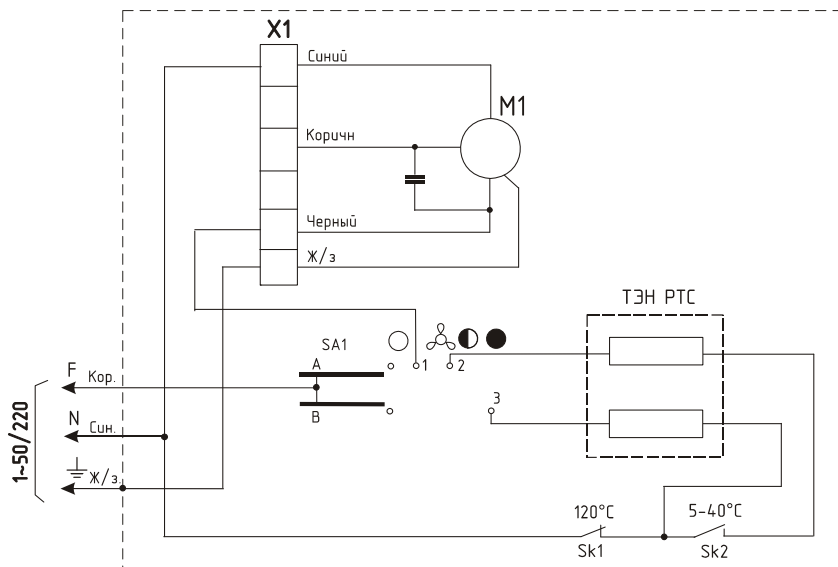 X1
Синий
M1
Коричн
Черный
Ж/з
ТЭН PTC
SA1
A
1
2
B
3
F
Кор.
N
Син.
Ж/з.
1~50/220
120°C
5-40°C
Sk1
Sk2